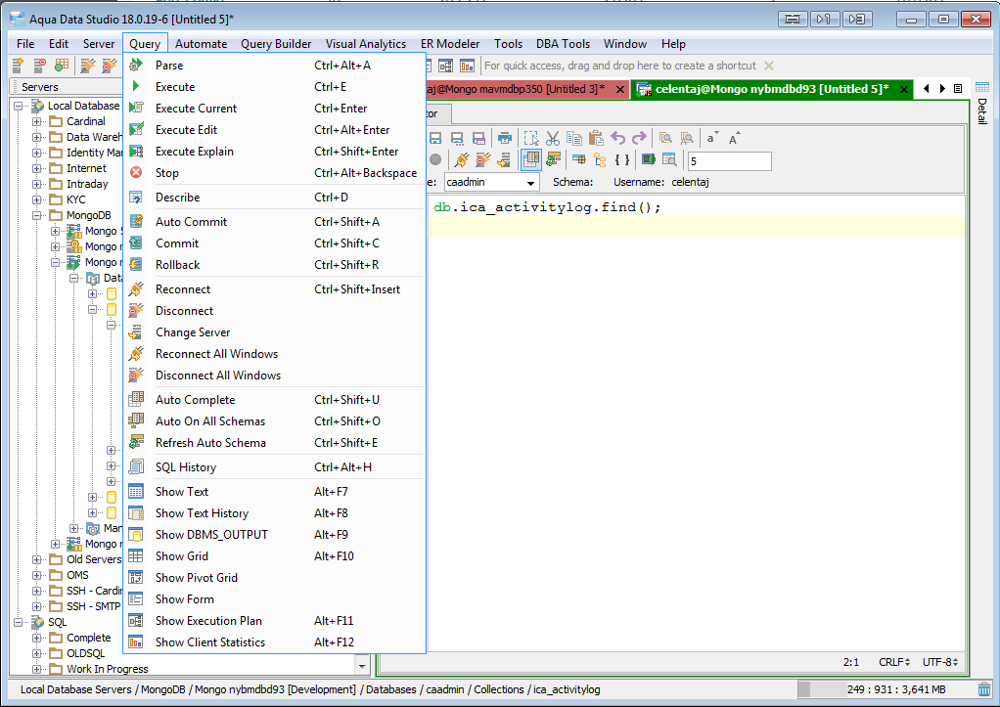 Aqua Data Studio 18.0.19-6 [Untitled 5]*
File Edit Server Query Automate Query Builder Visual Analytics ER Modeler Tools DBA Tools Window Help
For quick access, drag and drop here to create a shortcut
Servers
Local Database
Cardinal
Data Wareh
Identity Ma
Internet
Intraday
KYC
MongoDB
Mongo
Mongo
Mongo
Data
Man
Mongo
Old Servers
OMS
SSH - Cardin
SSH - SMTP
SQL
Complete
OLDSQL
Work In Progress
Parse Ctrl+Alt+A
Execute Ctrl+E
Execute Current Ctrl+Enter
Execute Edit Ctrl+Alt+Enter
Execute Explain Ctrl+Shift+Enter
Stop Ctrl+Alt+Backspace
Describe Ctrl+D
Auto Commit Ctrl+Shift+A
Commit Ctrl+Shift+C
Rollback Ctrl+Shift+R
Reconnect Ctrl+Shift+Insert
Disconnect
Change Server
Reconnect All Windows
Disconnect All Windows
Auto Complete Ctrl+Shift+U
Auto On All Schemas Ctrl+Shift+O
Refresh Auto Schema Ctrl+Shift+E
SQL History Ctrl+Alt+H
Show Text Alt+F7
Show Text History Alt+F8
Show DBMS_OUTPUT Alt+F9
Show Grid Alt+F10
Show Pivot Grid
Show Form
Show Execution Plan Alt+F11
Show Client Statistics Alt+F12
aj@Mongo mavmdbp350 [Untitled 3]*
celentaj@Mongo nybmdbd93 [Untitled 5]*
Detail
or
5
e: caadmin Schema: Username: celentaj
db.ica_activitylog.find();
2:1 CRLF UTF-8
Local Database Servers / MongoDB / Mongo nybmdbd93 [Development] / Databases / caadmin / Collections / ica_activitylog
249 : 931 : 3,641 MB